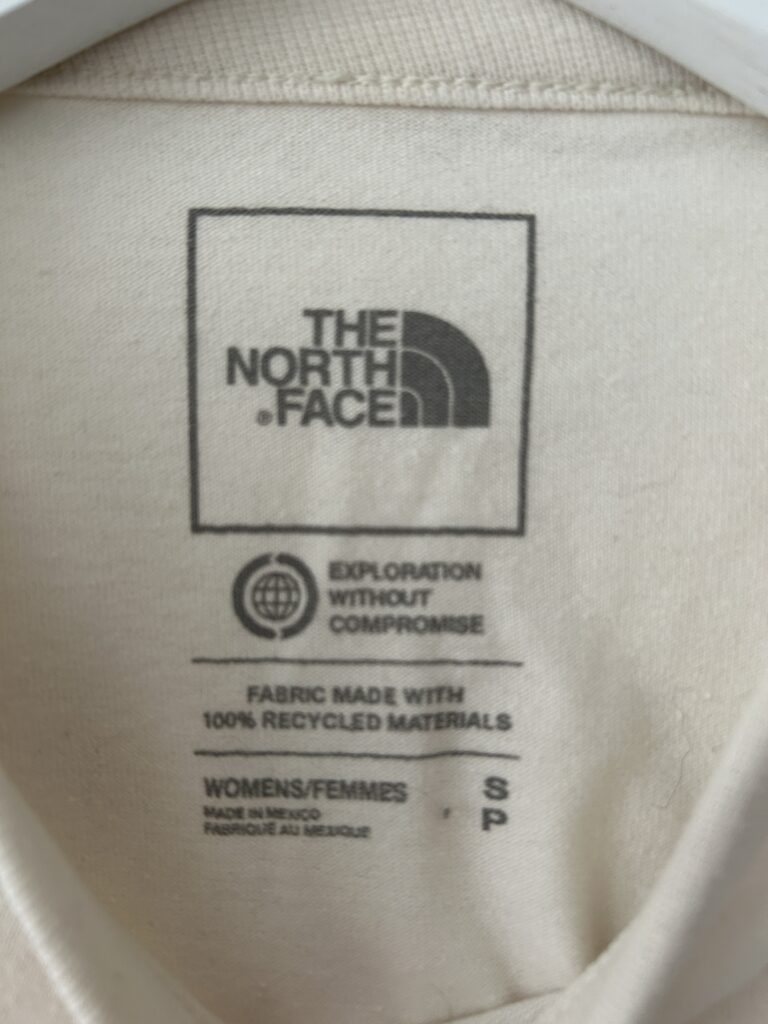 THE
NORTH
®FACE
EXPLORATION
WITHOUT
COMPROMISE
FABRIC MADE WITH
100% RECYCLED MATERIALS
WOMENS/FEMMES S
MADE IN MEXICO P
FABRIQUÉ AU MEXIQUE